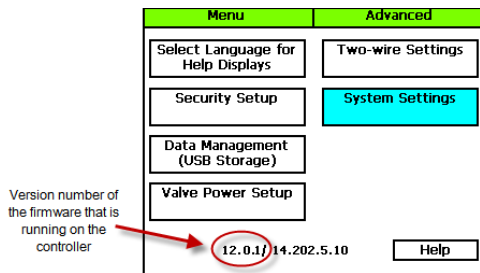 Menu
Advanced
Select Language for
Help Displays
Two-wire Settings
Security Setup
System Settings
Data Management
(USB Storage)
Valve Power Setup
Version number of
the firmware that is
running on the
controller
12.0.1/ 14.202.5.10
Help